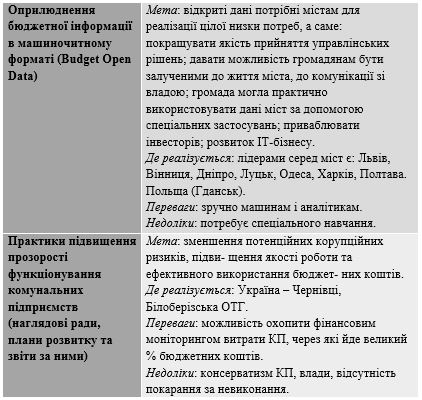 Оприлюднення
бюджетної інформації
в машиночитному
форматі (Budget Open
Data)
Мета: відкриті дані потрібні містам для
реалізації цілої низки потреб, а саме:
покращувати якість прийняття управлінських
рішень; давати можливість громадянам бути
залученими до життя міста, до комунікації зі
владою; громада могла практично
використовувати дані міст за допомогою
спеціальних застосувань; приваблювати
інвесторів; розвиток ІТ-бізнесу.
Де реалізується: лідерами серед міст є: Львів,
Вінниця, Дніпро, Луцьк, Одеса, Харків, Полтава.
Польща (Гданськ).
Переваги: зручно машинам і аналітикам.
Недоліки: потребує спеціального навчання.
Практики підвищення
прозорості
функціонування
комунальних
підприємств
(наглядові ради,
плани розвитку та
звіти за ними)
Мета: зменшення потенційних корупційних
ризиків, підви- щення якості роботи та
ефективного використання бюджет- них коштів.
Де реалізується: Україна – Чернівці,
Білоберізська ОТГ.
Переваги: можливість охопити фінансовим
моніторингом витрати КП, через які йде великий
% бюджетних коштів.
Недоліки: консерватизм КП, влади, відсутність
покарання за невиконання.